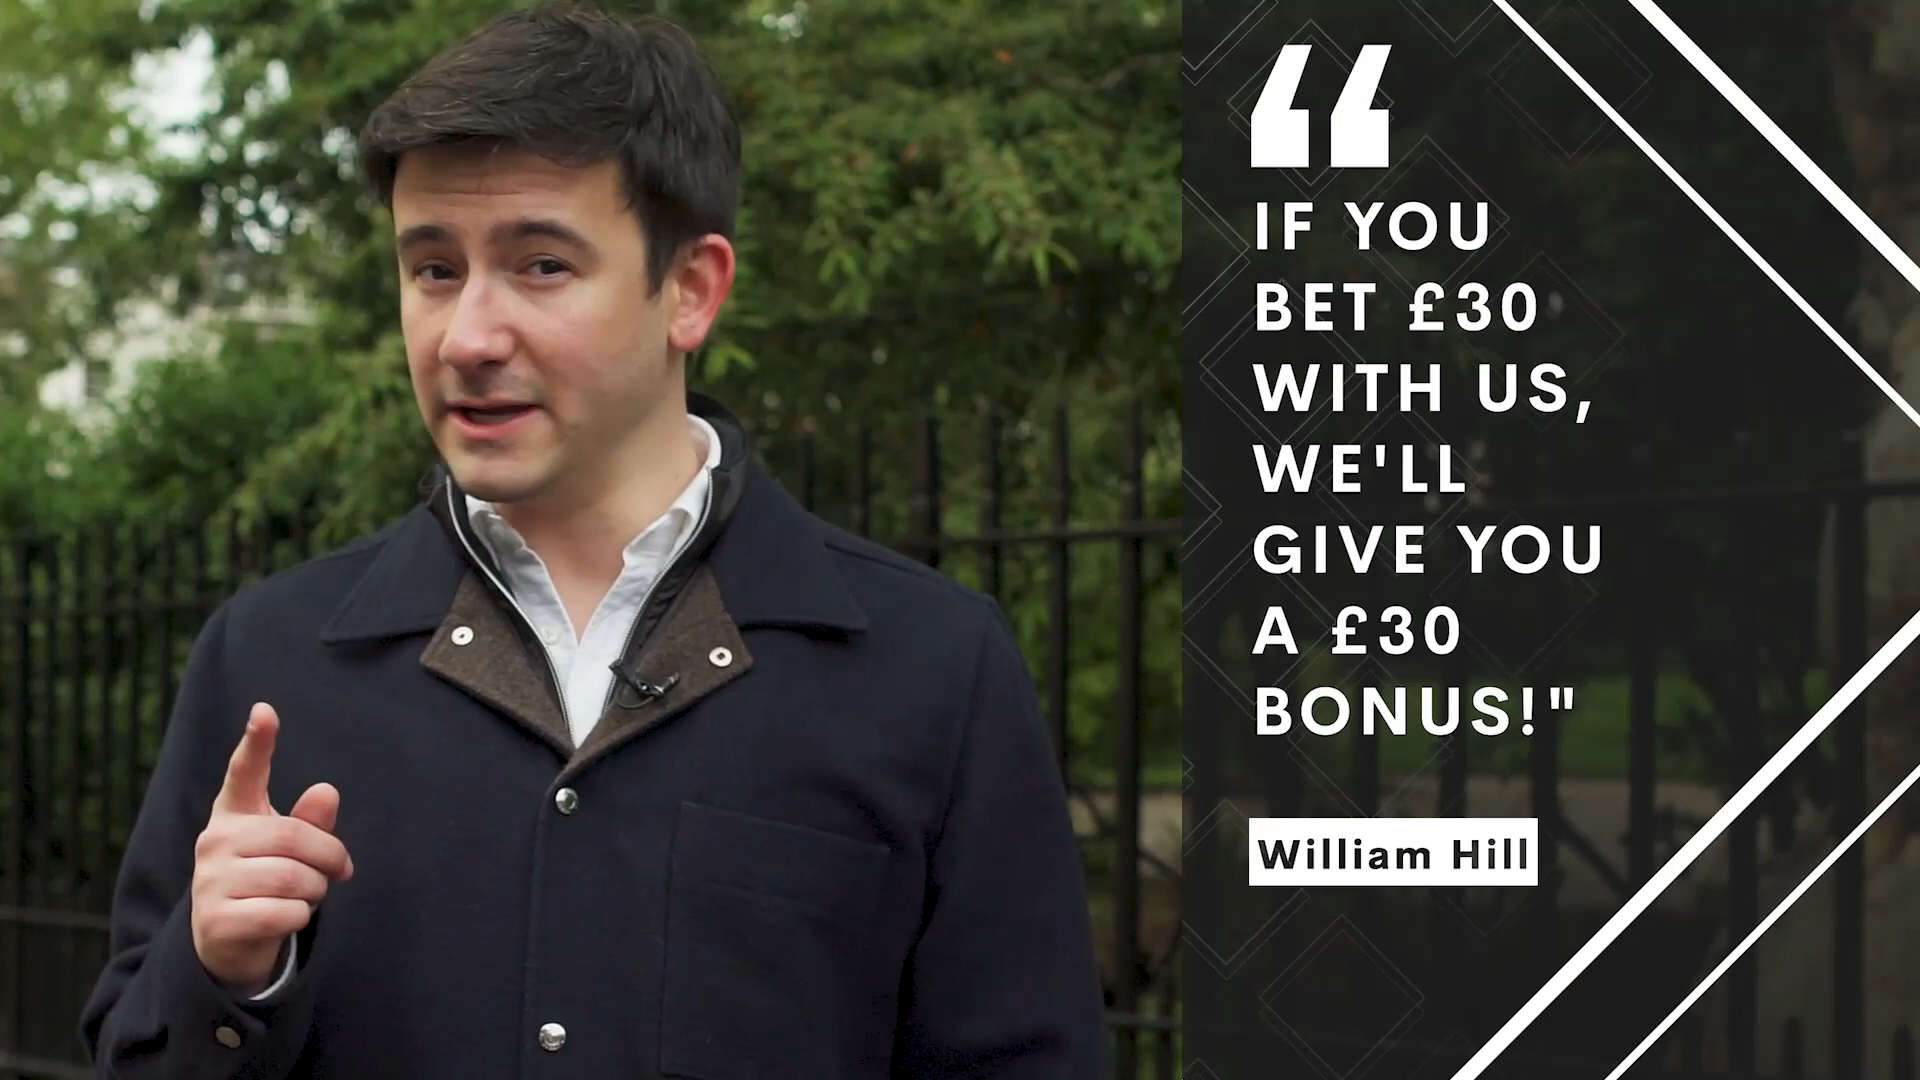 “
IF YOU
BET £30
WITH US,
WE'LL
GIVE YOU
A £30
BONUS!"
William Hill